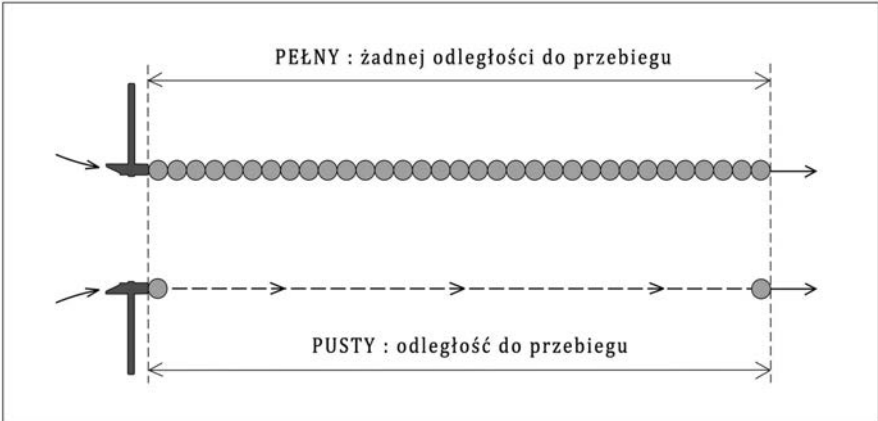 PEŁNY : żadnej odległości do przebiegu
PUSTY : odległość do przebiegu